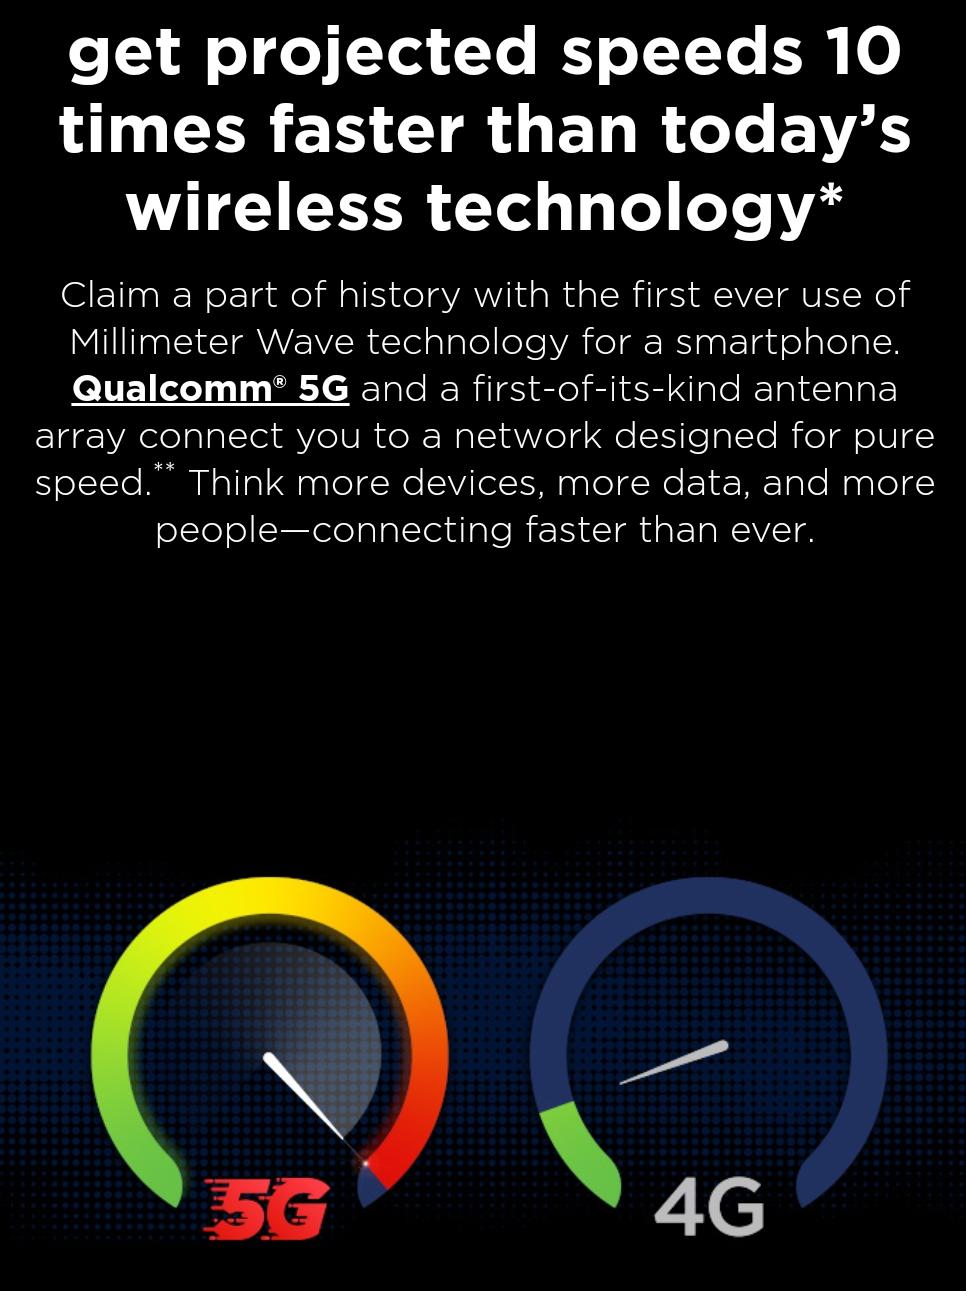 get projected speeds 10
times faster than today’s
wireless technology*
Claim a part of history with the first ever use of
Millimeter Wave technology for a smartphone.
Qualcomm® 5G and a first-of-its-kind antenna
array connect you to a network designed for pure
speed.** Think more devices, more data, and more
people—connecting faster than ever.
5G
4G